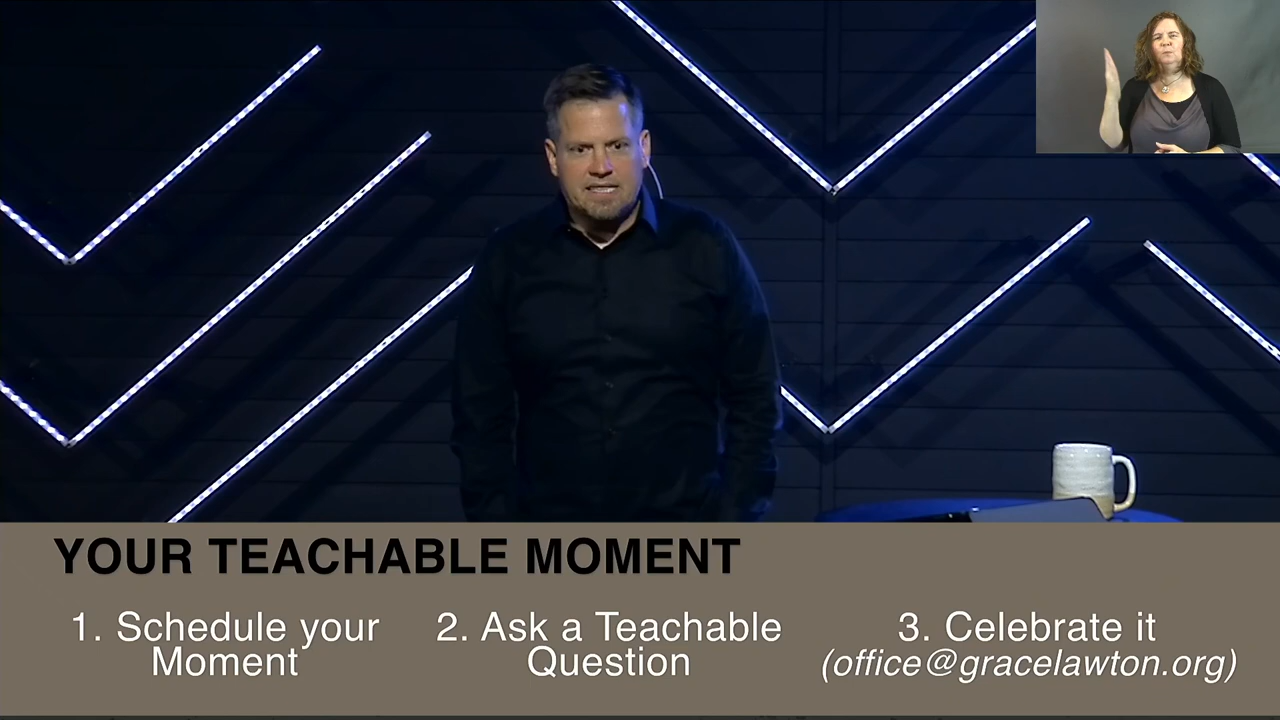 YOUR TEACHABLE MOMENT
1. Schedule your
Moment
2. Ask a Teachable
Question
3. Celebrate it
(office@gracelawton.org)